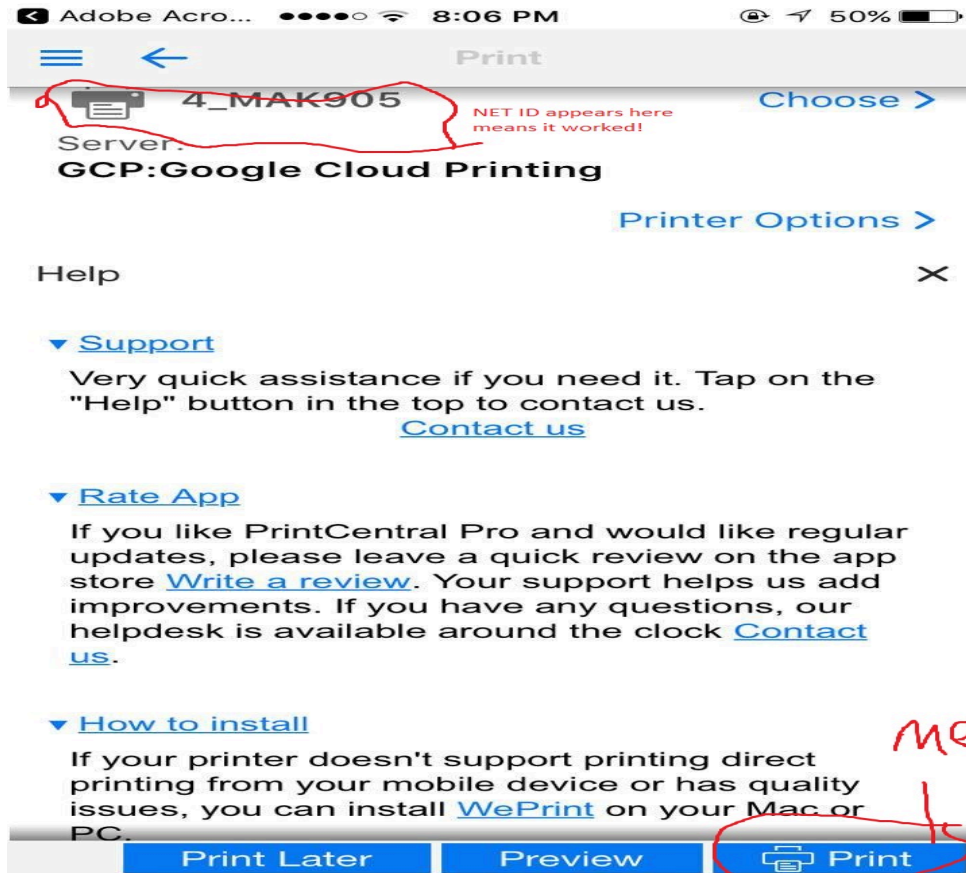 Adobe Acro... 8:06 PM 50%
Print
4_MAK905 Choose >
NET ID appears here
means it worked!
Server:
GCP:Google Cloud Printing
Printer Options >
Help
Support
Very quick assistance if you need it. Tap on the
"Help" button in the top to contact us.
Contact us
Rate App
If you like PrintCentral Pro and would like regular
updates, please leave a quick review on the app
store Write a review. Your support helps us add
improvements. If you have any questions, our
helpdesk is available around the clock Contact
us.
How to install
If your printer doesn't support printing direct
printing from your mobile device or has quality
issues, you can install WePrint on your Mac or
PC.
Print Later Preview Print